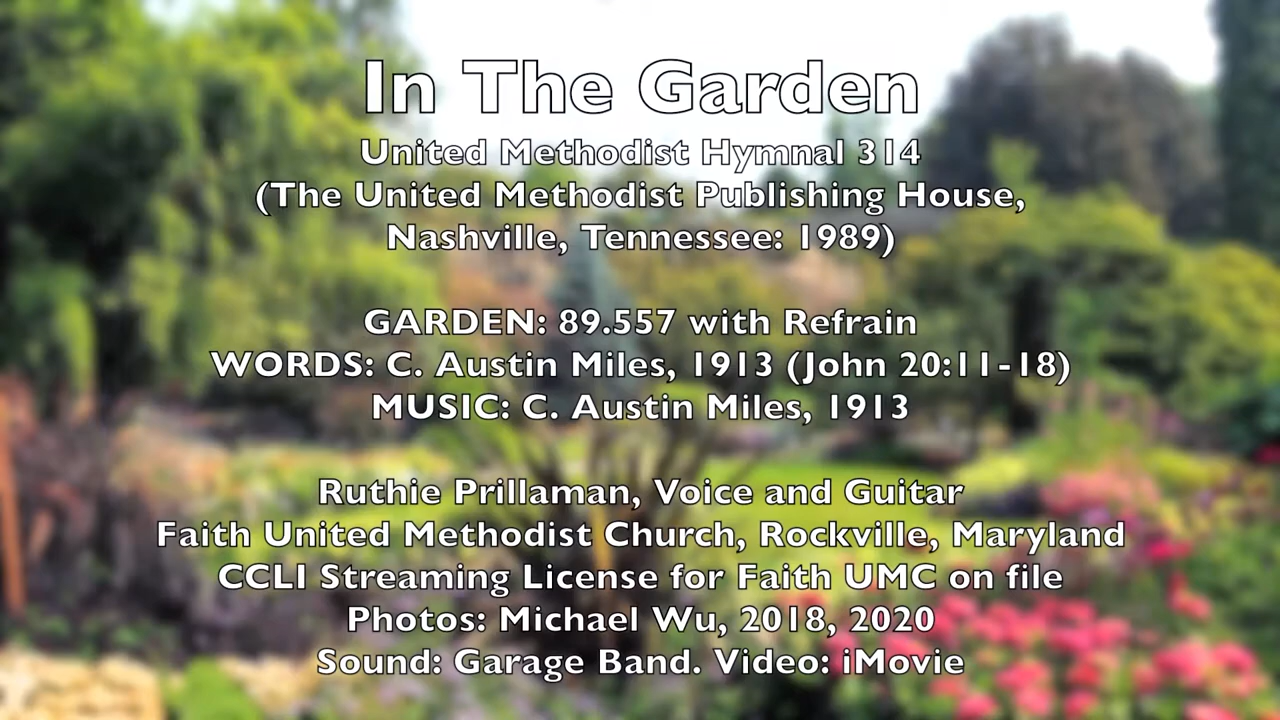 In The Garden
United Methodist Hymnal 314
(The United Methodist Publishing House,
Nashville, Tennessee: 1989)
GARDEN: 89.557 with Refrain
WORDS: C. Austin Miles, 1913 (John 20:11-18)
MUSIC: C. Austin Miles, 1913
Ruthie Prillaman, Voice and Guitar
Faith United Methodist Church, Rockville, Maryland
CCLI Streaming License for Faith UMC on file
Photos: Michael Wu, 2018, 2020
Sound: Garage Band. Video: iMovie